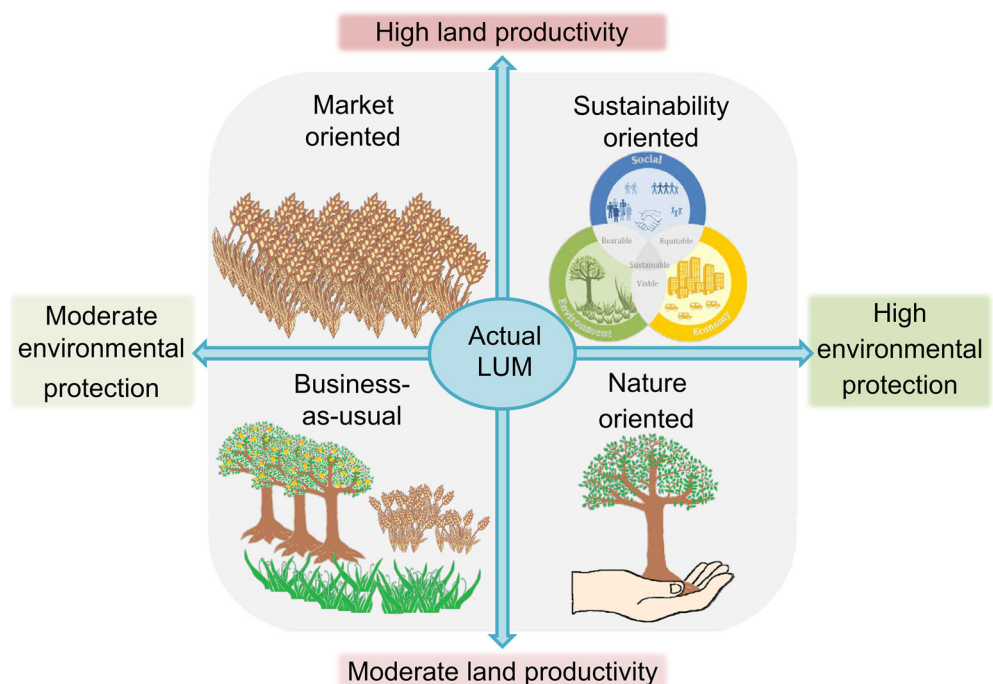 High land productivity
Market
oriented
Sustainability
oriented
Social
Bearable
Equitable
Sustainable
Viable
Environment
Economy
Moderate
environmental
protection
Actual
LUM
High
environmental
protection
Business-
as-usual
Nature
oriented
Moderate land productivity